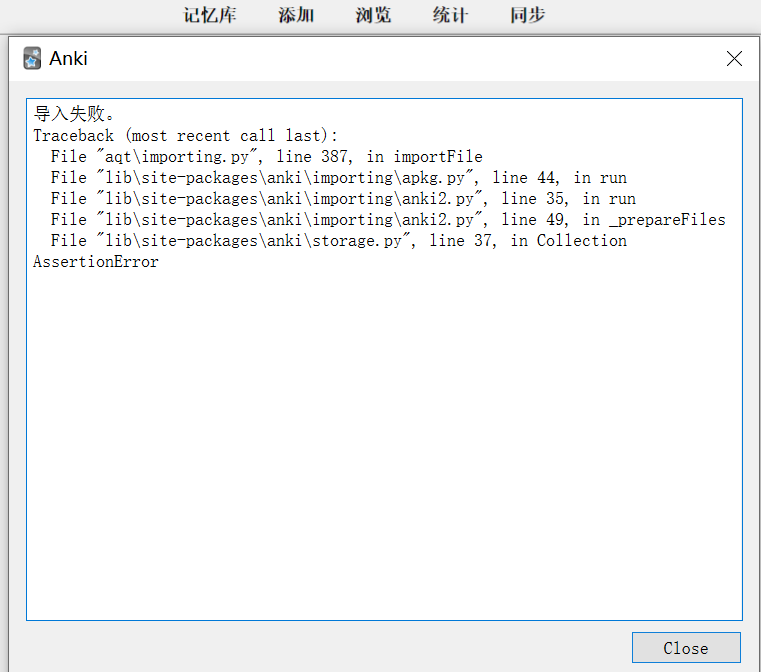 记忆库 添加 浏览 统计 同步
Anki
导入失败。
Traceback (most recent call last):
File "aqt\importing.py", line 387, in importFile
File "lib\site-packages\anki\importing\apkg.py", line 44, in run
File "lib\site-packages\anki\importing\anki2.py", line 35, in run
File "lib\site-packages\anki\importing\anki2.py", line 49, in _prepareFiles
File "lib\site-packages\anki\storage.py", line 37, in Collection
AssertionError
Close